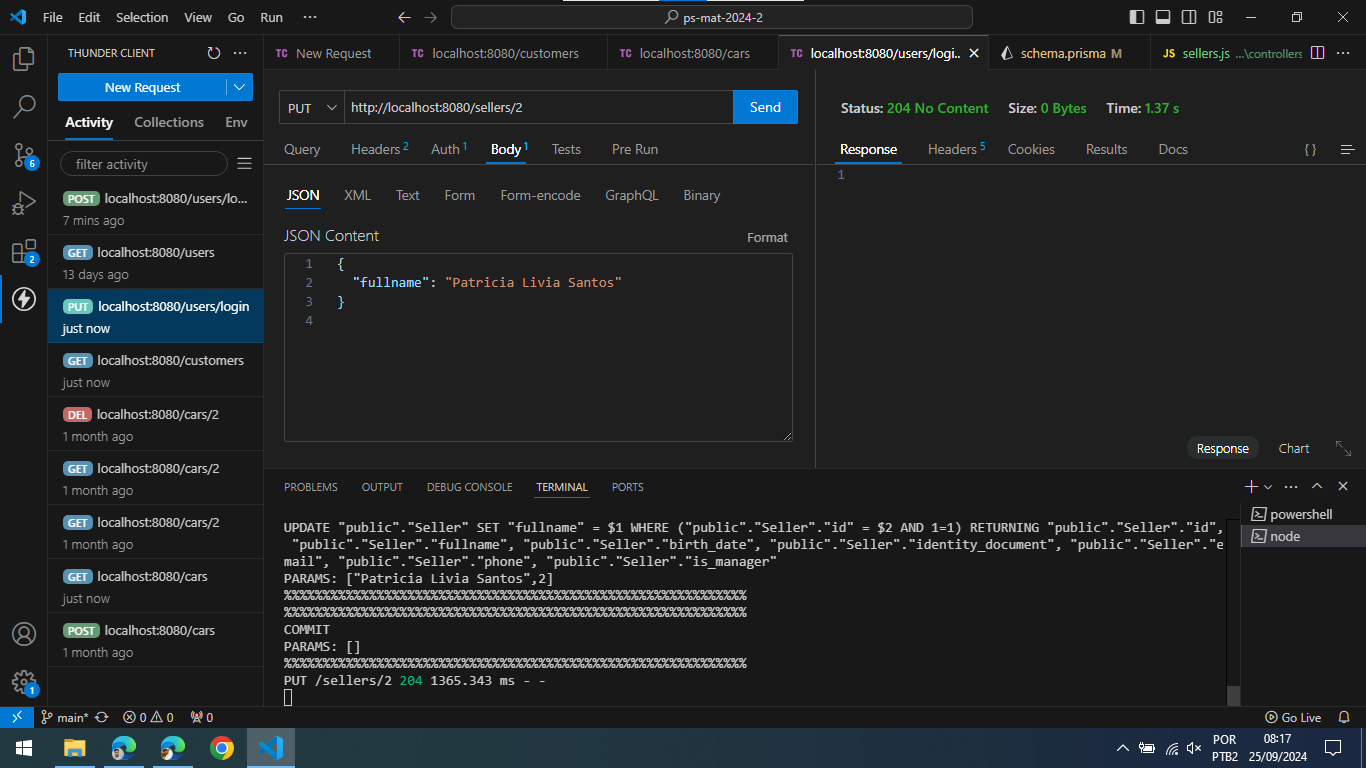 File Edit Selection View Go Run ··· ps-mat-2024-2
THUNDER CLIENT
New Request
Activity Collections Env
filter activity
POST localhost:8080/users/lo...
7 mins ago
GET localhost:8080/users
13 days ago
PUT localhost:8080/users/login
just now
GET localhost:8080/customers
just now
DEL localhost:8080/cars/2
1 month ago
GET localhost:8080/cars/2
1 month ago
GET localhost:8080/cars/2
1 month ago
GET localhost:8080/cars
just now
POST localhost:8080/cars
1 month ago
6
2
1
TC New Request TC localhost:8080/customers TC localhost:8080/cars TC localhost:8080/users/logi.. schema.prisma M JS sellers.js ...\controllers
PUT http://localhost:8080/sellers/2 Send
Query Headers 2 Auth 1 Body 1 Tests Pre Run
JSON XML Text Form Form-encode GraphQL Binary
JSON Content Format
1 {
2 "fullname": "Patricia Livia Santos"
3 }
4
Status: 204 No Content Size: 0 Bytes Time: 1.37 s
Response Headers 5 Cookies Results Docs { }
1
Response Chart
PROBLEMS OUTPUT DEBUG CONSOLE TERMINAL PORTS
UPDATE "public"."Seller" SET "fullname" = $1 WHERE ("public"."Seller"."id" = $2 AND 1=1) RETURNING "public"."Seller"."id",
"public"."Seller"."fullname", "public"."Seller"."birth_date", "public"."Seller"."identity_document", "public"."Seller"."e
mail", "public"."Seller"."phone", "public"."Seller"."is_manager"
PARAMS: ["Patricia Livia Santos",2]
%%%%%%%%%%%%%%%%%%%%%%%%%%%%%%%%%%%%%%%%%%%%%%%%%%%%%%%%%%%%
%%%%%%%%%%%%%%%%%%%%%%%%%%%%%%%%%%%%%%%%%%%%%%%%%%%%%%%%%%%%
COMMIT
PARAMS: []
%%%%%%%%%%%%%%%%%%%%%%%%%%%%%%%%%%%%%%%%%%%%%%%%%%%%%%%%%%%%
PUT /sellers/2 204 1365.343 ms - -
powershell
node
main* 0 0 0 Go Live
POR
PTB2
08:17
25/09/2024